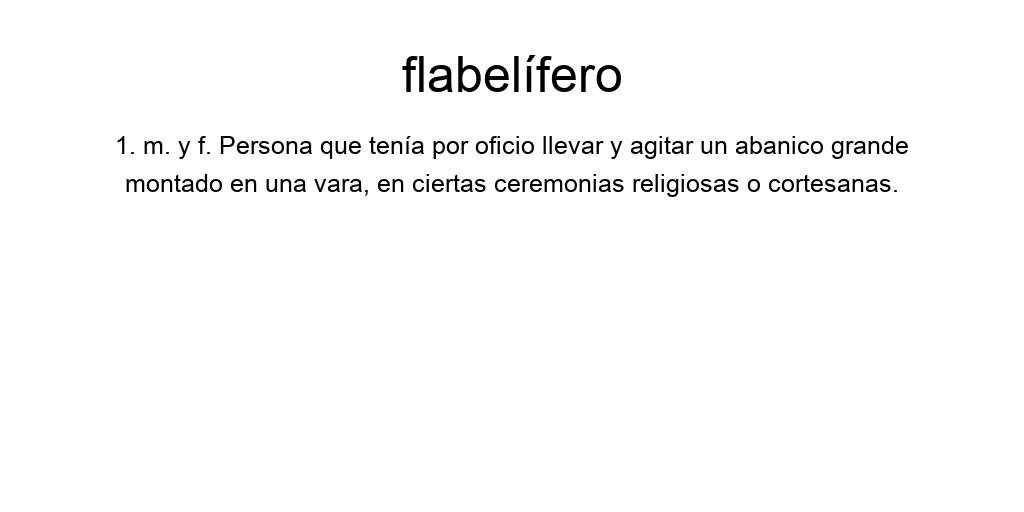 flabelífero
1. m. y f. Persona que tenía por oficio llevar y agitar un abanico grande
montado en una vara, en ciertas ceremonias religiosas o cortesanas.